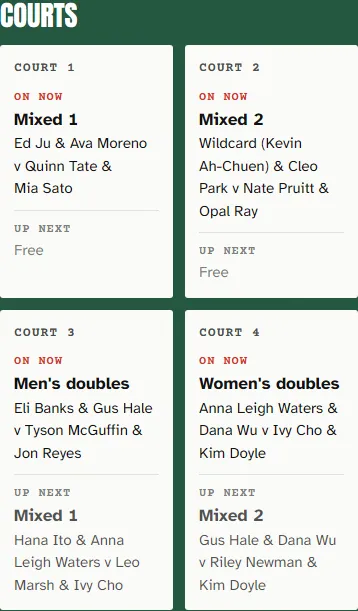 COURTS
COURT 1
ON NOW
Mixed 1
Ed Ju & Ava Moreno
v Quinn Tate &
Mia Sato
UP NEXT
Free
COURT 2
ON NOW
Mixed 2
Wildcard (Kevin
Ah-Chuen) & Cleo
Park v Nate Pruitt &
Opal Ray
UP NEXT
Free
COURT 3
ON NOW
Men's doubles
Eli Banks & Gus Hale
v Tyson McGuffin &
Jon Reyes
UP NEXT
Mixed 1
Hana Ito & Anna
Leigh Waters v Leo
Marsh & Ivy Cho
COURT 4
ON NOW
Women's doubles
Anna Leigh Waters &
Dana Wu v Ivy Cho &
Kim Doyle
UP NEXT
Mixed 2
Gus Hale & Dana Wu
v Riley Newman &
Kim Doyle